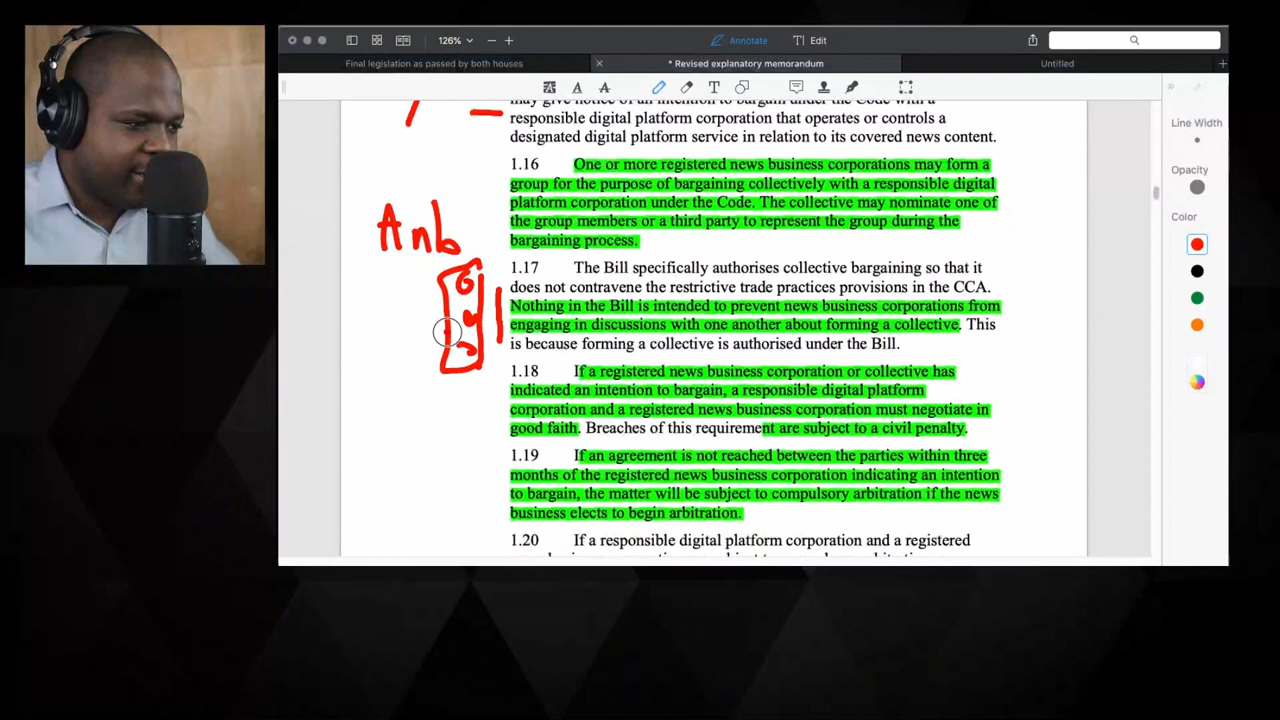 126%
Annotate
Edit
Final legislation as passed by both houses
* Revised explanatory memorandum
Untitled
may give notice of an intention to bargain under the Code with a
responsible digital platform corporation that operates or controls a
designated digital platform service in relation to its covered news content.
1.16 One or more registered news business corporations may form a
group for the purpose of bargaining collectively with a responsible digital
platform corporation under the Code. The collective may nominate one of
the group members or a third party to represent the group during the
bargaining process.
Anb
1.17 The Bill specifically authorises collective bargaining so that it
does not contravene the restrictive trade practices provisions in the CCA.
Nothing in the Bill is intended to prevent news business corporations from
engaging in discussions with one another about forming a collective. This
is because forming a collective is authorised under the Bill.
1.18 If a registered news business corporation or collective has
indicated an intention to bargain, a responsible digital platform
corporation and a registered news business corporation must negotiate in
good faith. Breaches of this requirement are subject to a civil penalty.
1.19 If an agreement is not reached between the parties within three
months of the registered news business corporation indicating an intention
to bargain, the matter will be subject to compulsory arbitration if the news
business elects to begin arbitration.
1.20 If a responsible digital platform corporation and a registered
Line Width
Opacity
Color